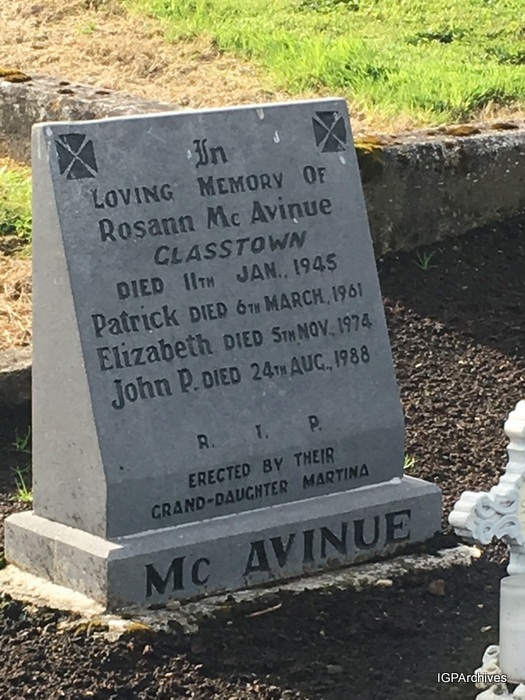 In
LOVING MEMORY OF
Rosann Mc Avinue
GLASSTOWN
DIED 11TH JAN., 1945
Patrick DIED 6TH MARCH, 1961
Elizabeth DIED 5TH NOV., 1974
John P. DIED 24TH AUG., 1988
R. I. P.
ERECTED BY THEIR
GRAND-DAUGHTER MARTINA
Mc AVINUE
IGPArchives